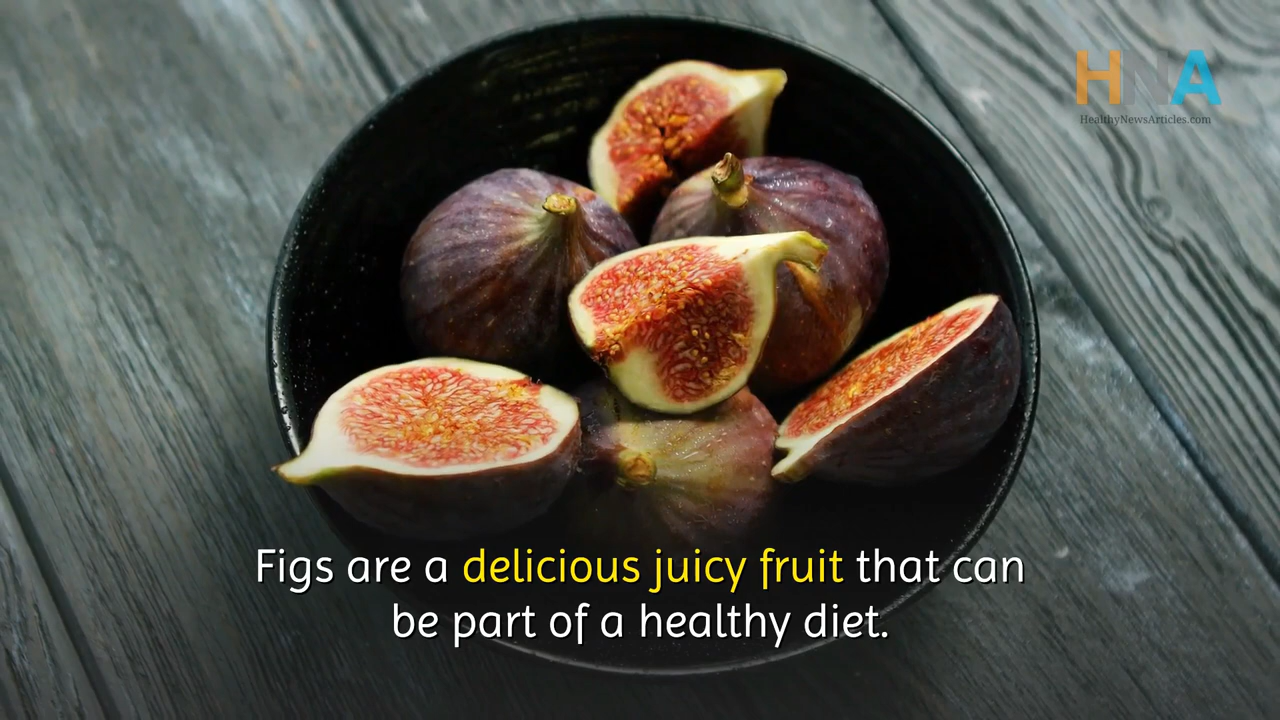 HNA
HealthyNewsArticles.com
Figs are a delicious juicy fruit that can
be part of a healthy diet.